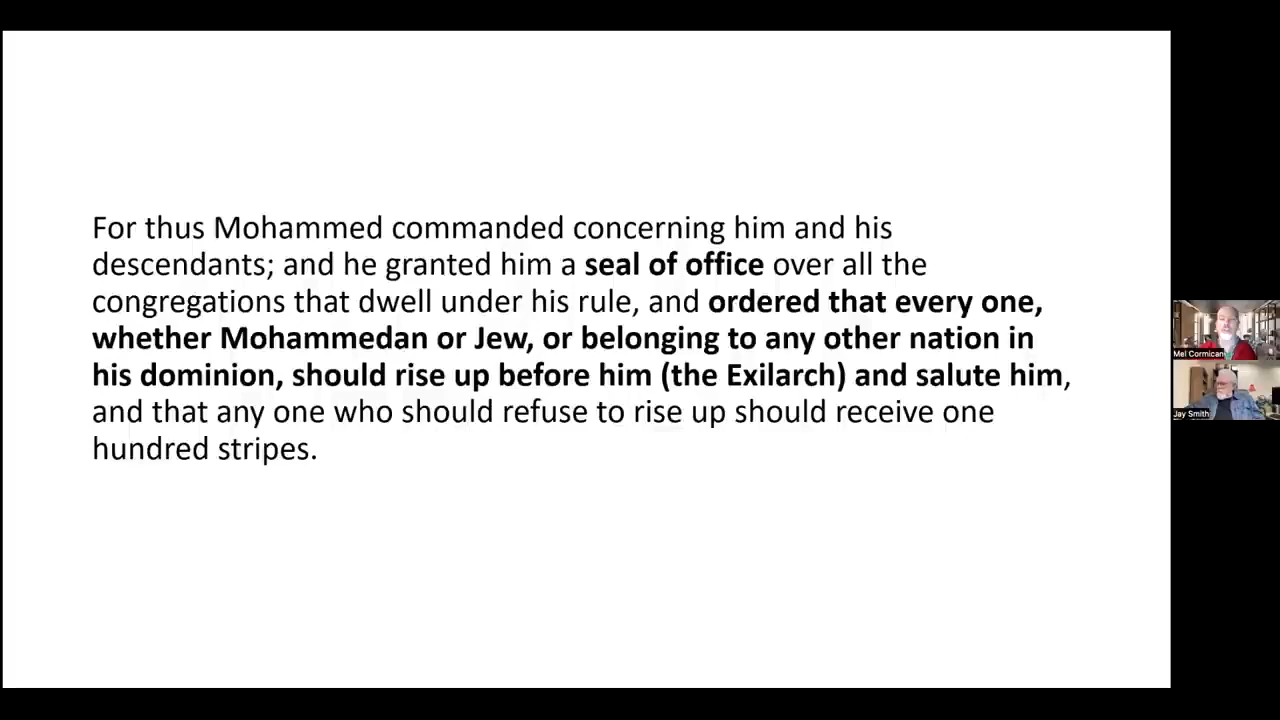 For thus Mohammed commanded concerning him and his
descendants; and he granted him a seal of office over all the
congregations that dwell under his rule, and ordered that every one,
whether Mohammedan or Jew, or belonging to any other nation in
his dominion, should rise up before him (the Exilarch) and salute him,
and that any one who should refuse to rise up should receive one
hundred stripes.
Mel Cormican
Jay Smith